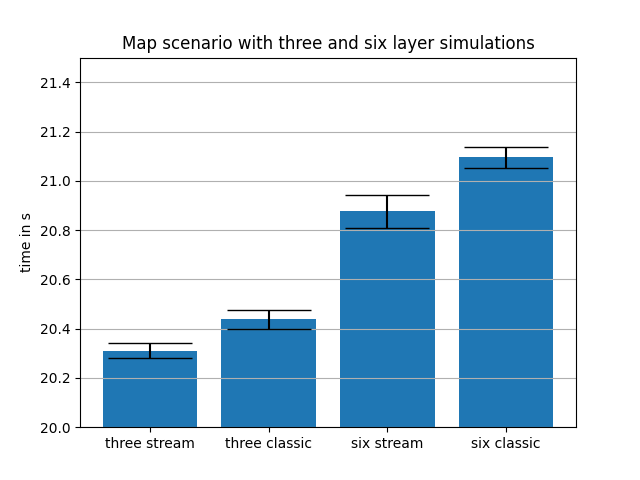 Map scenario with three and six layer simulations
21.4
21.2
21.0
20.8
20.6
20.4
20.2
20.0
time in s
three stream three classic six stream six classic